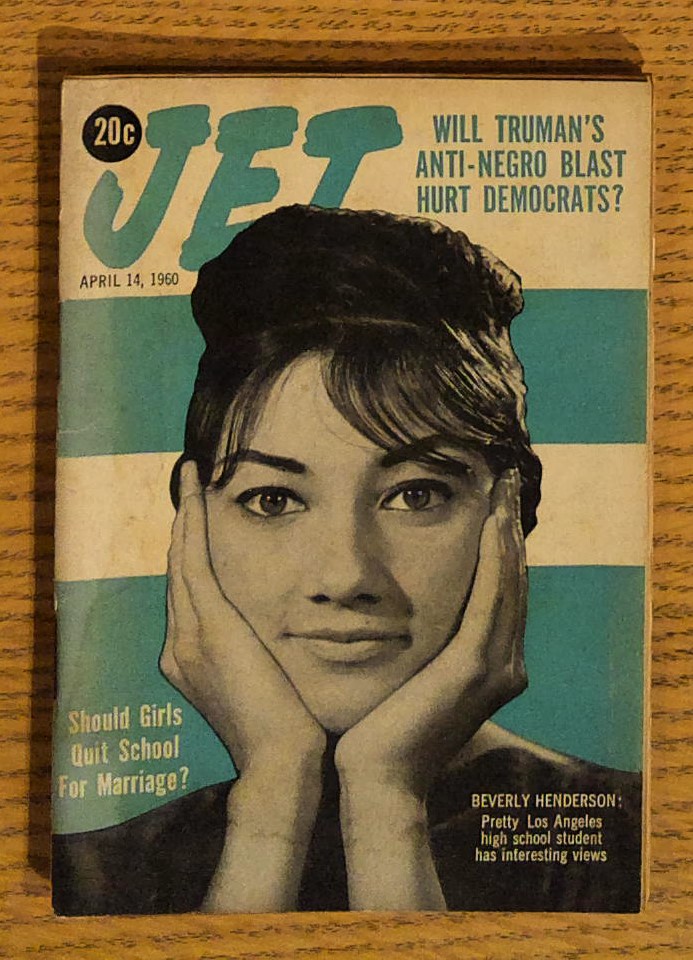 20c
JET
WILL TRUMAN'S
ANTI-NEGRO BLAST
HURT DEMOCRATS?
APRIL 14, 1960
Should Girls
Quit School
For Marriage?
BEVERLY HENDERSON:
Pretty Los Angeles
high school student
has interesting views